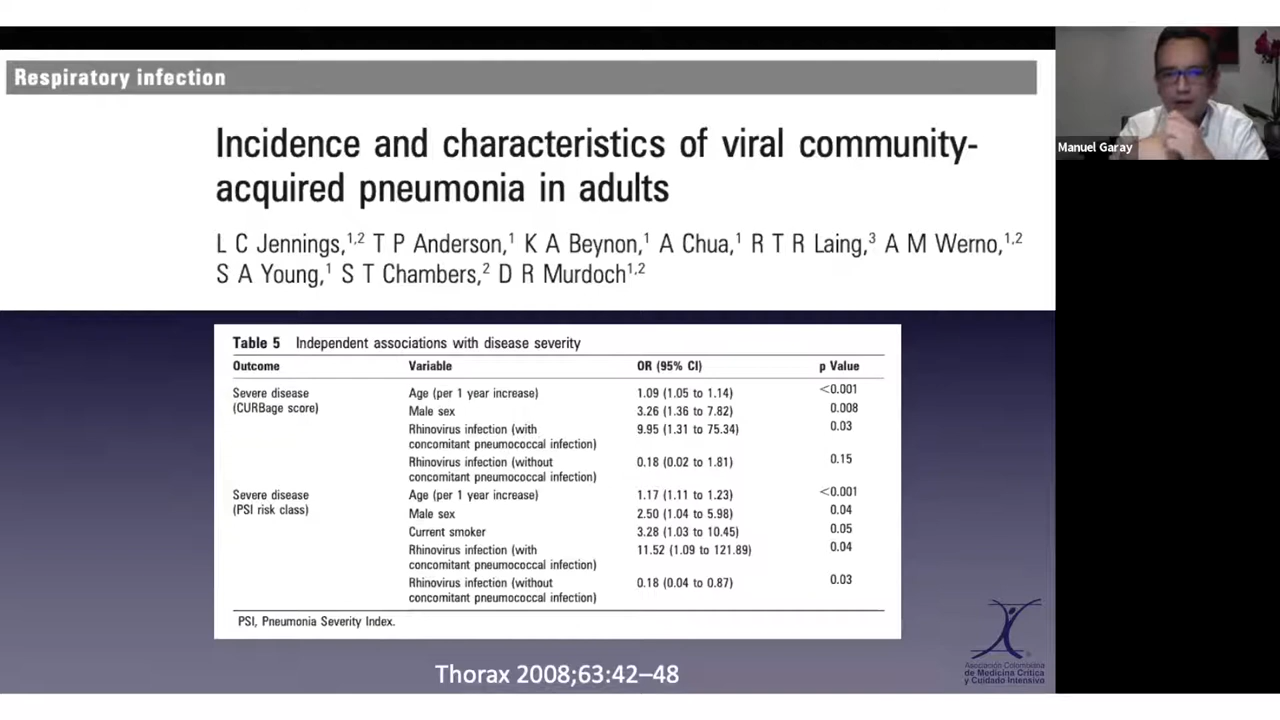 Respiratory infection
Manuel Garay
Incidence and characteristics of viral community-
acquired pneumonia in adults
L C Jennings,1,2 T P Anderson,1 K A Beynon,1 A Chua,1 R T R Laing,3 A M Werno,1,2
S A Young,1 S T Chambers,2 D R Murdoch1,2
Table 5 Independent associations with disease severity
Outcome Variable OR (95% CI) p Value
Severe disease Age (per 1 year increase) 1.09 (1.05 to 1.14) <0.001
(CURBage score) Male sex 3.26 (1.36 to 7.82) 0.008
Rhinovirus infection (with 9.95 (1.31 to 75.34) 0.03
concomitant pneumococcal infection)
Rhinovirus infection (without 0.18 (0.02 to 1.81) 0.15
concomitant pneumococcal infection)
Severe disease Age (per 1 year increase) 1.17 (1.11 to 1.23) <0.001
(PSI risk class) Male sex 2.50 (1.04 to 5.98) 0.04
Current smoker 3.28 (1.03 to 10.45) 0.05
Rhinovirus infection (with 11.52 (1.09 to 121.89) 0.04
concomitant pneumococcal infection)
Rhinovirus infection (without 0.18 (0.04 to 0.87) 0.03
concomitant pneumococcal infection)
PSI, Pneumonia Severity Index.
Thorax 2008;63:42–48
Asociación Colombiana
de Medicina Crítica
y Cuidado Intensivo